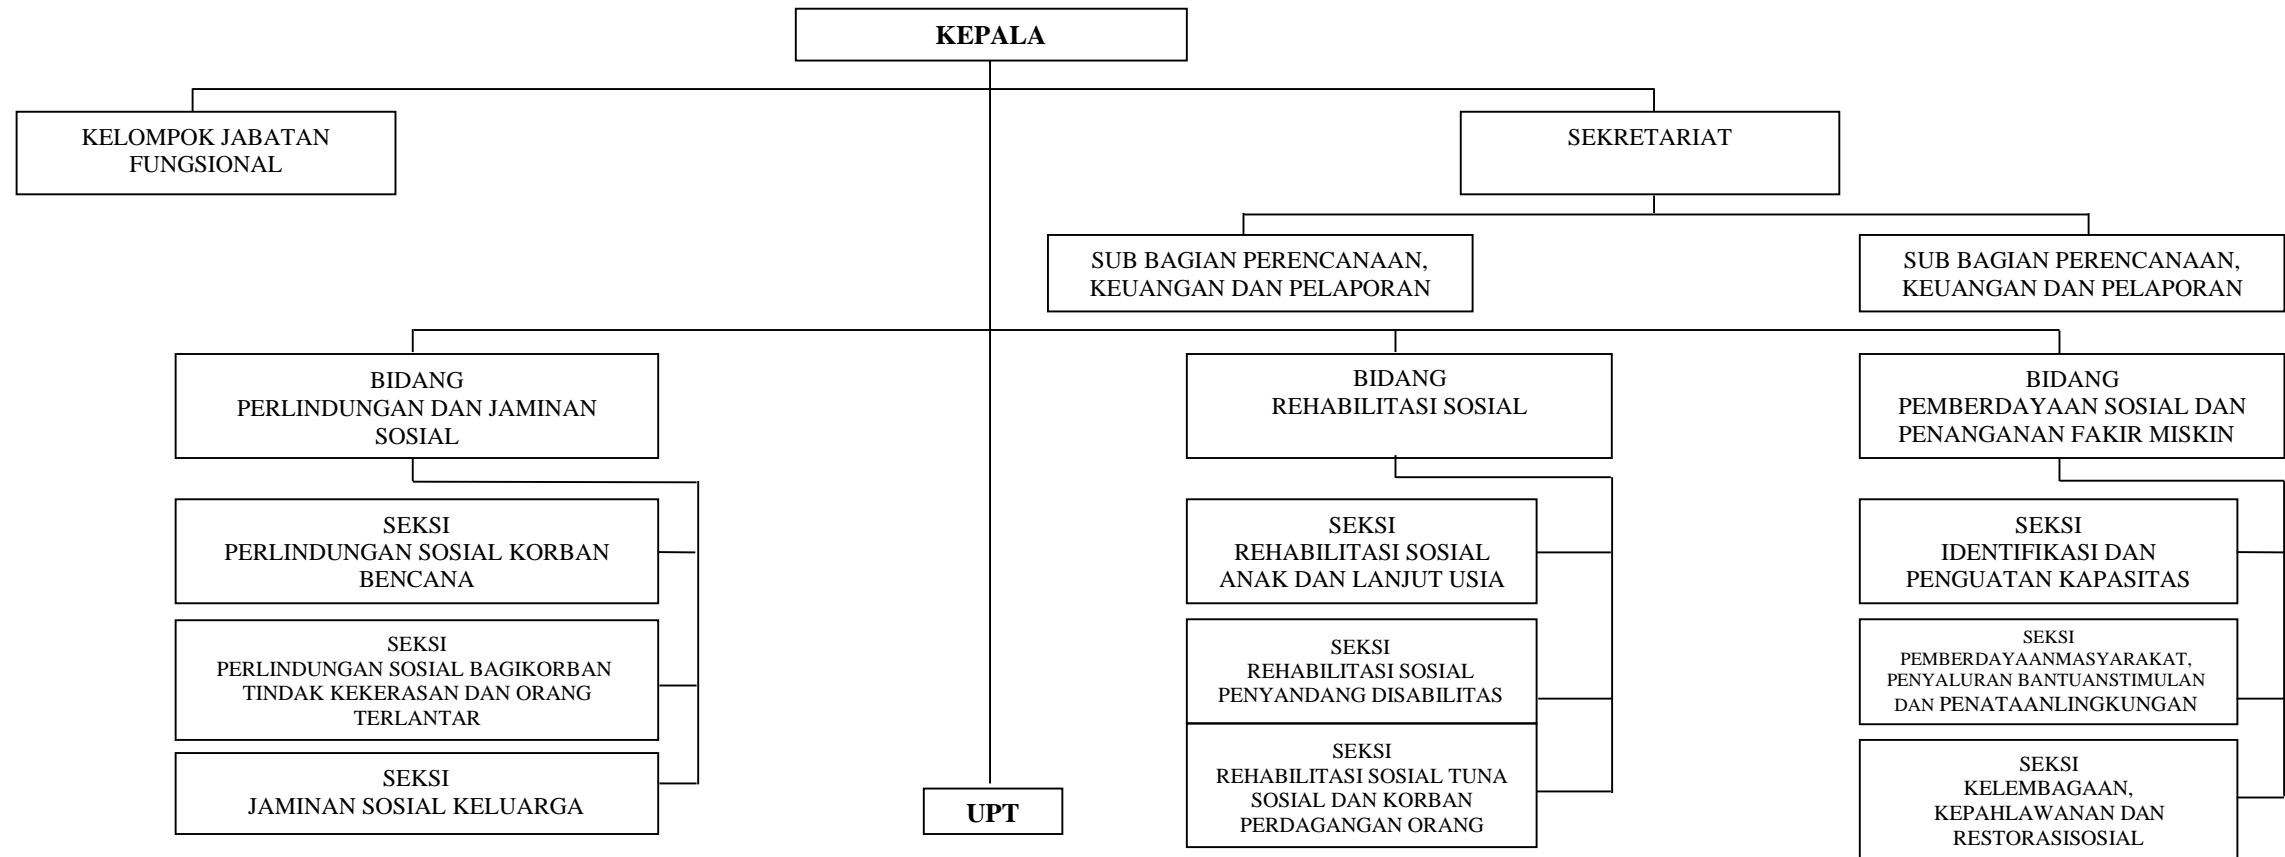 KEPALA
KELOMPOK JABATAN
FUNGSIONAL
SEKRETARIAT
SUB BAGIAN PERENCANAAN,
KEUANGAN DAN PELAPORAN
SUB BAGIAN PERENCANAAN,
KEUANGAN DAN PELAPORAN
BIDANG
PERLINDUNGAN DAN JAMINAN
SOSIAL
BIDANG
REHABILITASI SOSIAL
BIDANG
PEMBERDAYAAN SOSIAL DAN
PENANGANAN FAKIR MISKIN
SEKSI
PERLINDUNGAN SOSIAL KORBAN
BENCANA
SEKSI
PERLINDUNGAN SOSIAL BAGIKORBAN
TINDAK KEKERASAN DAN ORANG
TERLANTAR
SEKSI
JAMINAN SOSIAL KELUARGA
UPT
SEKSI
REHABILITASI SOSIAL
ANAK DAN LANJUT USIA
SEKSI
REHABILITASI SOSIAL
PENYANDANG DISABILITAS
SEKSI
REHABILITASI SOSIAL TUNA
SOSIAL DAN KORBAN
PERDAGANGAN ORANG
SEKSI
IDENTIFIKASI DAN
PENGUATAN KAPASITAS
SEKSI
PEMBERDAYAANMASYARAKAT,
PENYALURAN BANTUANSTIMULAN
DAN PENATAANLINGKUNGAN
SEKSI
KELEMBAGAAN,
KEPAHLAWANAN DAN
RESTORASISOSIAL